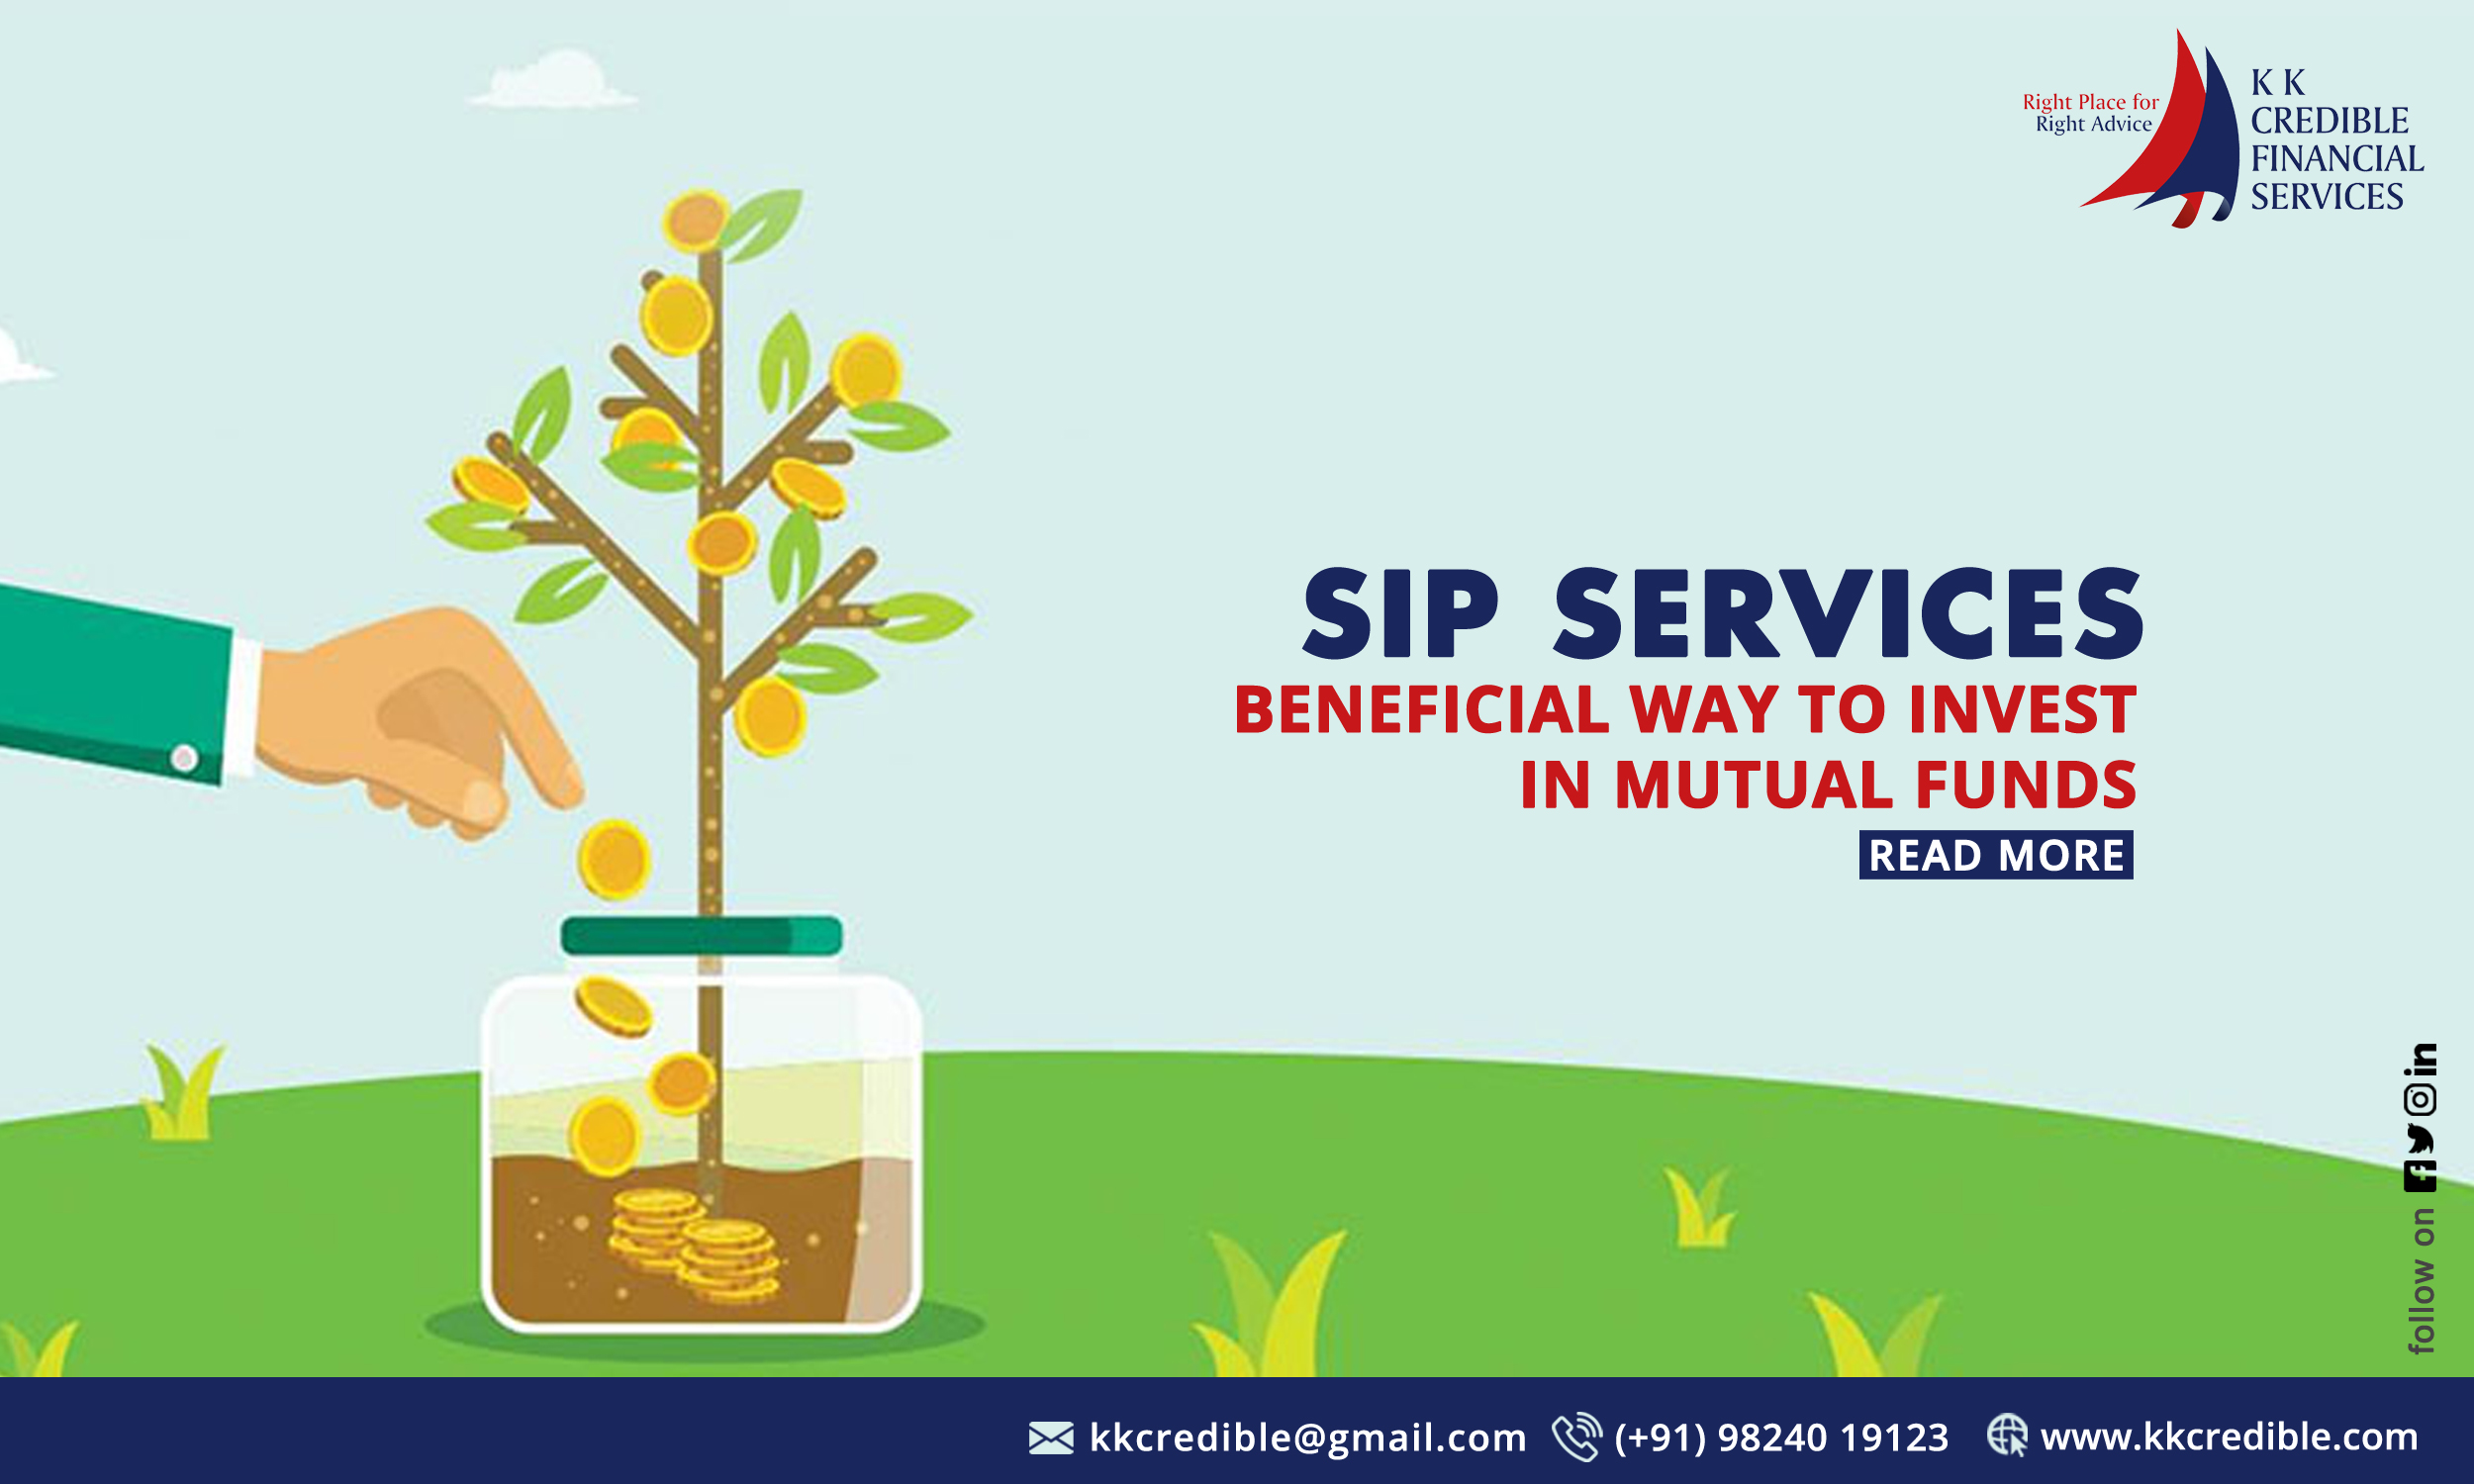 Right Place for
Right Advice
K K
CREDIBLE
FINANCIAL
SERVICES
SIP SERVICES
BENEFICIAL WAY TO INVEST
IN MUTUAL FUNDS
READ MORE
follow on
kkcredible@gmail.com (+91) 98240 19123 www.kkcredible.com